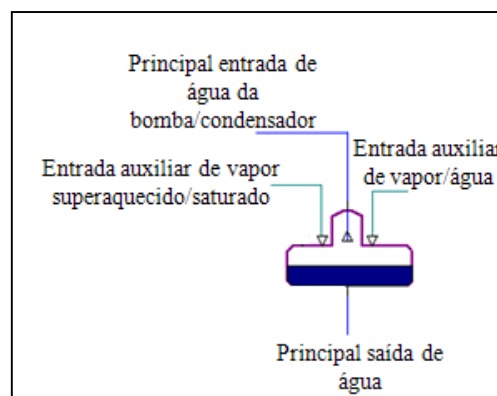 Principal entrada de
água da
bomba/condensador
Entrada auxiliar de vapor
superaquecido/saturado
Entrada auxiliar
de vapor/água
Principal saída de
água